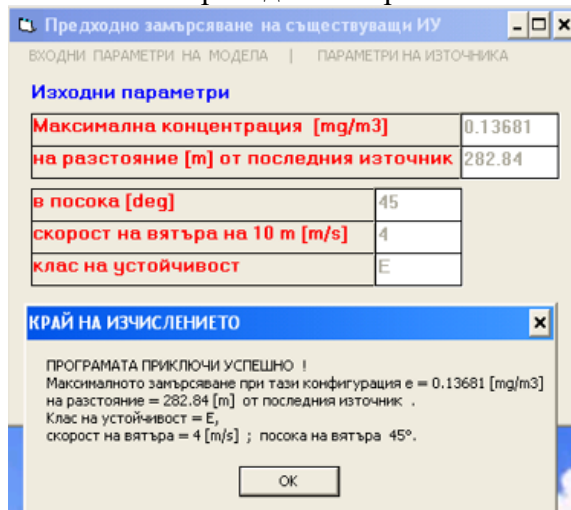 Предходно замърсяване на съществуващи ИУ
ВХОДНИ ПАРАМЕТРИ НА МОДЕЛА | ПАРАМЕТРИ НА ИЗТОЧНИКА
Изходни параметри
Максимална концентрация [mg/m3] 0.13681
на разстояние [m] от последния източник 282.84
в посока [deg] 45
скорост на вятъра на 10 m [m/s] 4
клас на устойчивост E
КРАЙ НА ИЗЧИСЛЕНИЕТО
ПРОГРАМАТА ПРИКЛЮЧИ УСПЕШНО !
Максималното замърсяване при тази конфигурация е = 0.13681 [mg/m3]
на разстояние = 282.84 [m] от последния източник .
Клас на устойчивост = E,
скорост на вятъра = 4 [m/s] ; посока на вятъра 45°.
OK